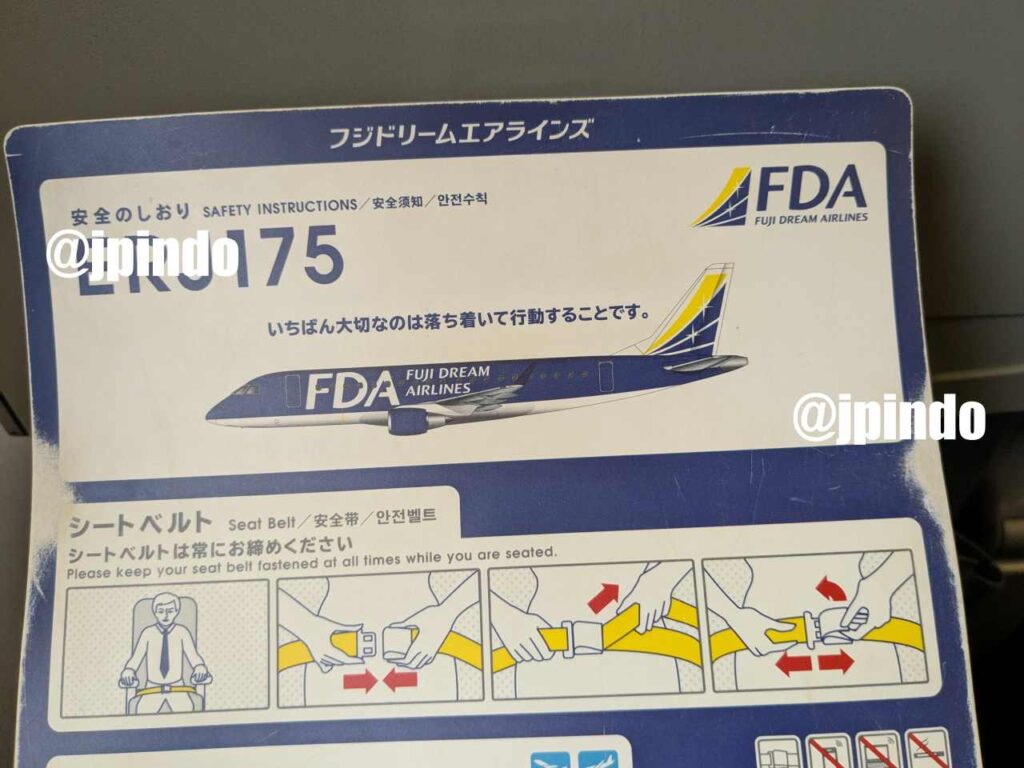 フジドリームエアラインズ
安全のしおり SAFETY INSTRUCTIONS／安全須知／안전수칙
FDA
FUJI DREAM AIRLINES
@jpindo
175
いちばん大切なのは落ち着いて行動することです。
FDA FUJI DREAM
AIRLINES
@jpindo
シートベルト Seat Belt／安全带／안전벨트
シートベルトは常にお締めください
Please keep your seat belt fastened at all times while you are seated.